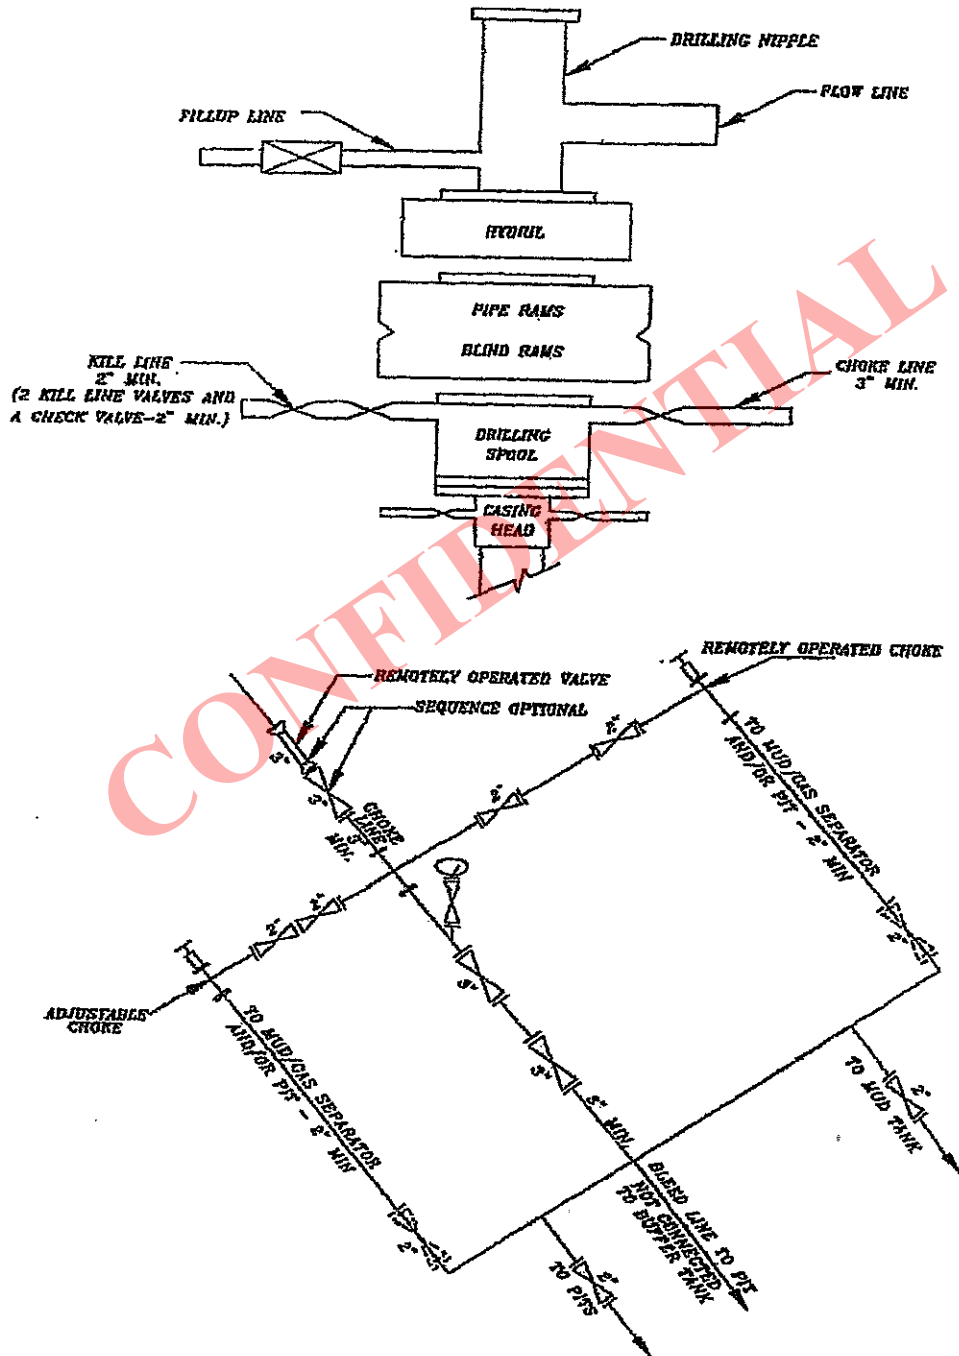 DRILLING NIPPLE
FLOW LINE
FILLUP LINE
HYDRIL
PIPE RAMS
BLIND RAMS
KILL LINE
2" MIN.
(2 KILL LINE VALVES AND
A CHECK VALVE-2" MIN.)
CHOKE LINE
3" MIN.
DRILLING
SPOOL
CASING
HEAD
CONFIDENTIAL
REMOTELY OPERATED CHOKE
REMOTELY OPERATED VALVE
SEQUENCE OPTIONAL
3"
3"
CHOKE
LINE
3"
MIN.
2"
2"
TO MUD/GAS SEPARATOR
AND/OR PIT - 2" MIN
2"
2"
2"
ADJUSTABLE
CHOKE
TO MUD/GAS SEPARATOR
AND/OR PIT - 2" MIN
2"
3"
3"
3" MIN.
BLEED LINE TO PIT
NOT CONNECTED
TO BUFFER TANK
2"
TO MUD TANK
2"
TO PITS